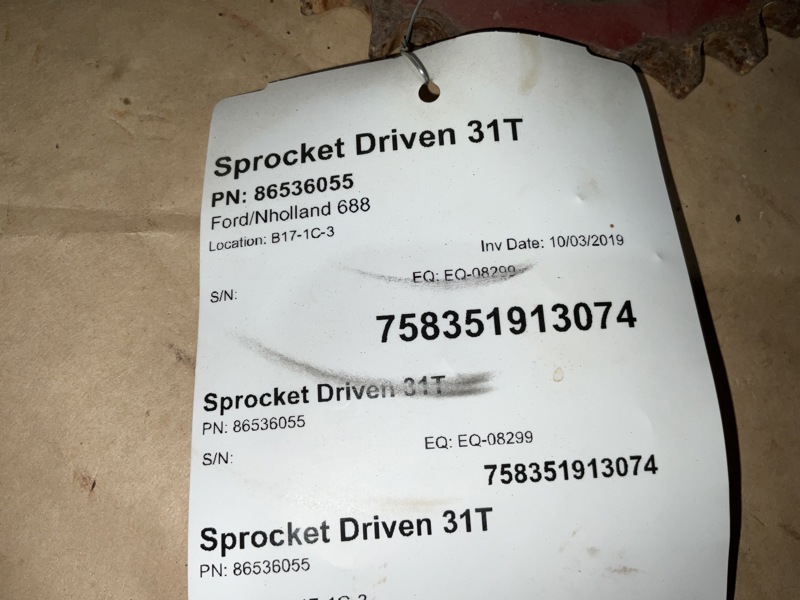 Sprocket Driven 31T
PN: 86536055
Ford/Nholland 688
Location: B17-1C-3
Inv Date: 10/03/2019
EQ: EQ-08299
S/N:
758351913074
Sprocket Driven 31T
PN: 86536055
EQ: EQ-08299
S/N:
758351913074
Sprocket Driven 31T
PN: 86536055